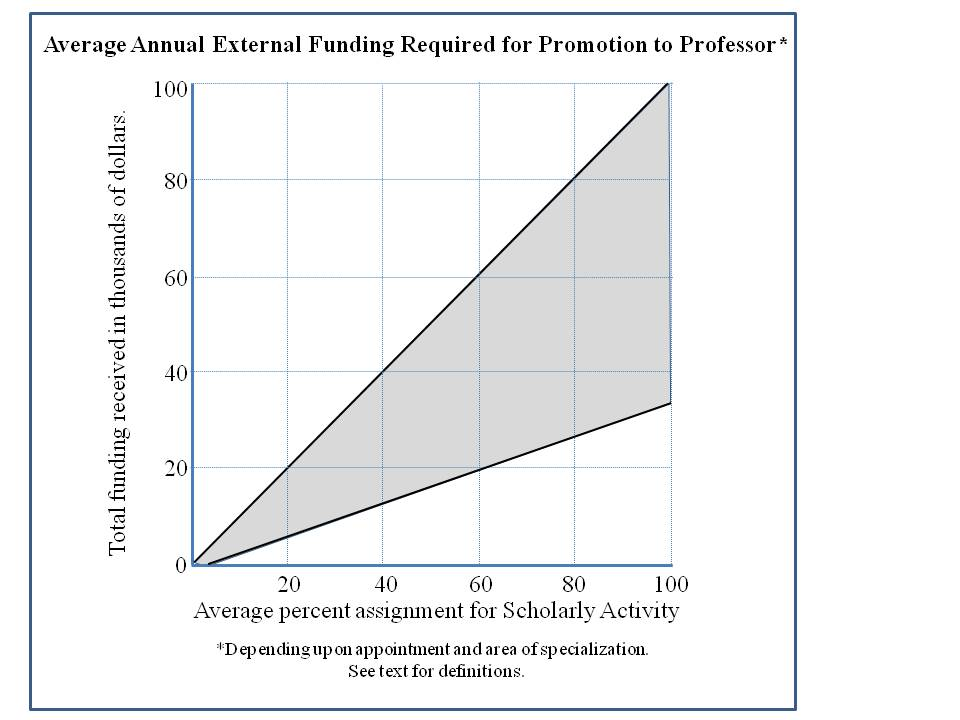 Average Annual External Funding Required for Promotion to Professor*
100
80
60
40
20
0
Total funding received in thousands of dollars.
20 40 60 80 100
Average percent assignment for Scholarly Activity
*Depending upon appointment and area of specialization.
See text for definitions.